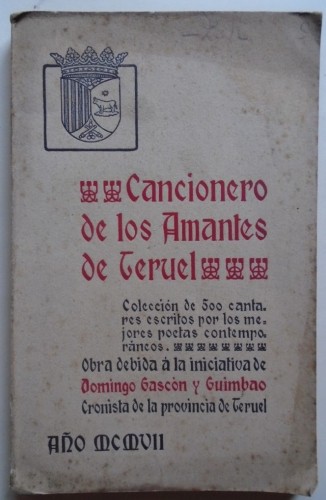 Cancionero
de los Amantes
de Teruel
Colección de 500 canta-
res escritos por los me-
jores poetas contempo-
ráneos.
Obra debida á la iniciativa de
Domingo Gascón y Guimbao
Cronista de la provincia de Teruel
AÑO MCMVII